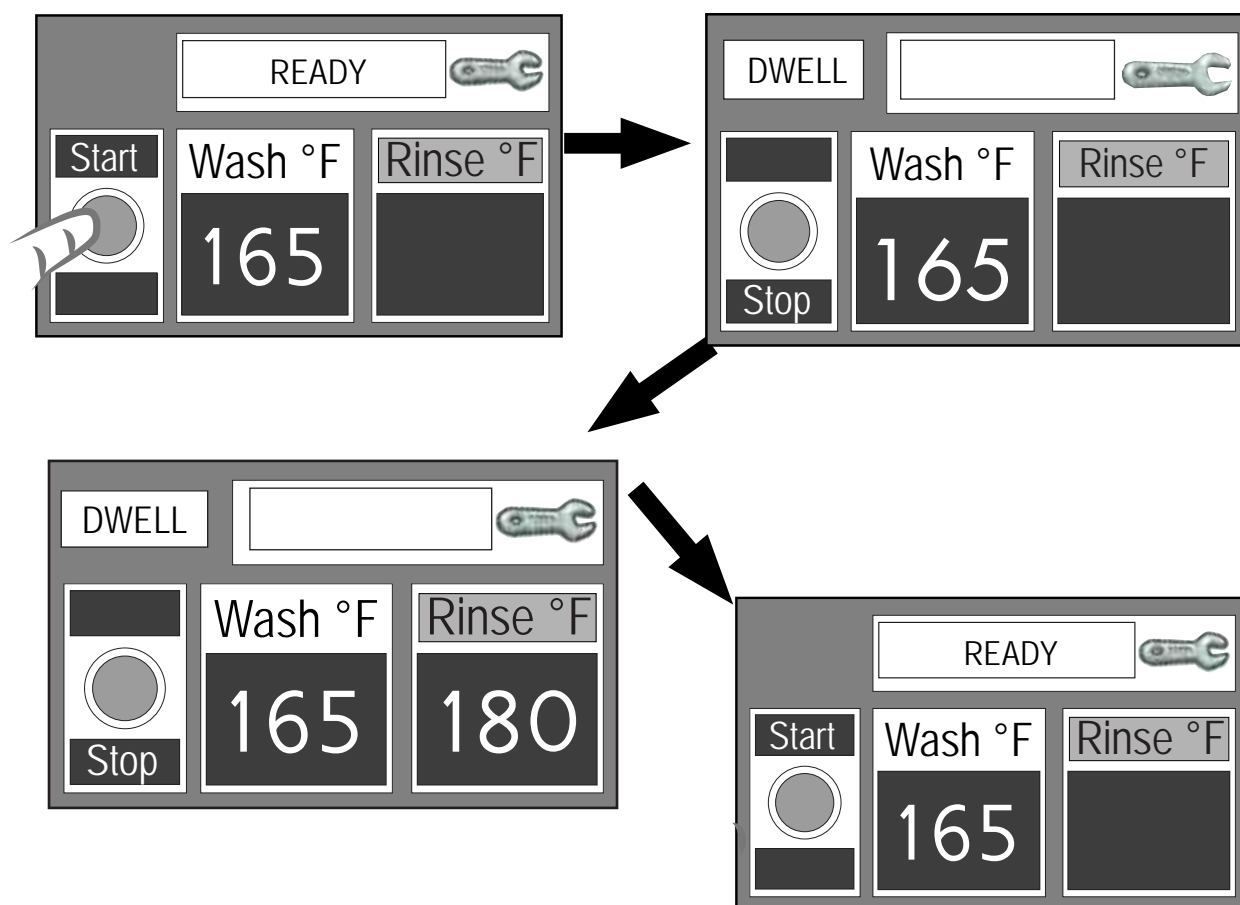 READY
Start
Wash °F
Rinse °F
165
DWELL
Wash °F
Rinse °F
165
Stop
DWELL
Wash °F
Rinse °F
165
180
Stop
READY
Start
Wash °F
Rinse °F
165